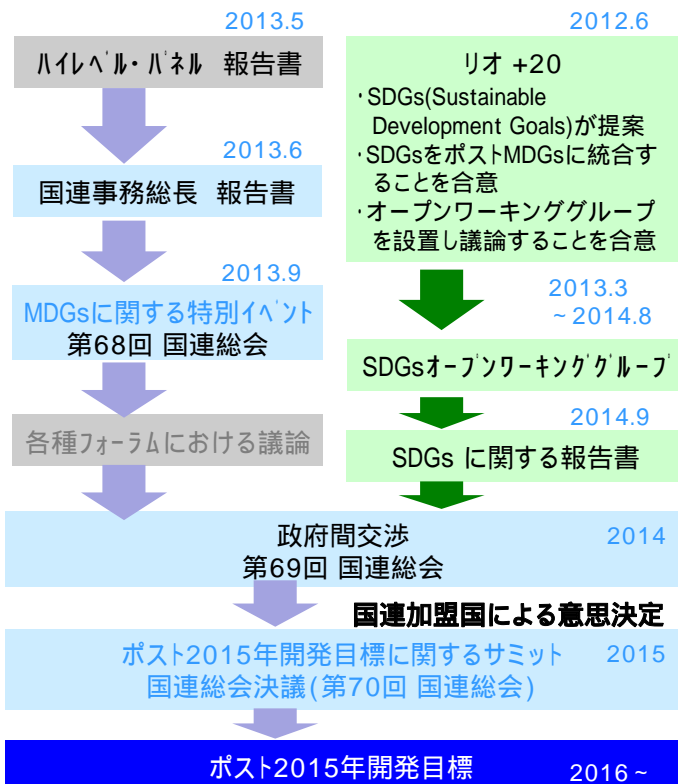 2013.5
ハイレベル・パネル 報告書
2013.6
国連事務総長 報告書
2013.9
MDGsに関する特別イベント
第68回 国連総会
各種フォーラムにおける議論
2012.6
リオ +20
・SDGs(Sustainable
Development Goals)が提案
・SDGsをポストMDGsに統合す
ることを合意
・オープンワーキンググループ
を設置し議論することを合意
2013.3
~2014.8
SDGsオープンワーキンググループ
2014.9
SDGs に関する報告書
政府間交渉 2014
第69回 国連総会
国連加盟国による意思決定
ポスト2015年開発目標に関するサミット 2015
国連総会決議(第70回 国連総会)
ポスト2015年開発目標 2016~